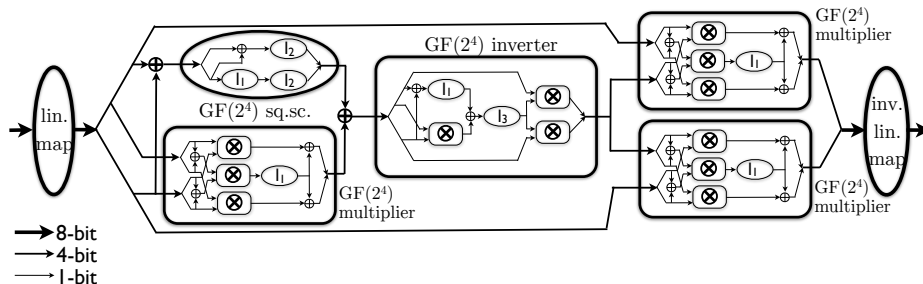 GF(2⁴)
multiplier
GF(2⁴) inverter
I₂
I₁
I₂
GF(2⁴) sq.sc.
I₁
lin.
map
I₁
I₃
inv.
lin.
map
I₁
GF(2⁴)
multiplier
I₁
GF(2⁴)
multiplier
8-bit
4-bit
1-bit